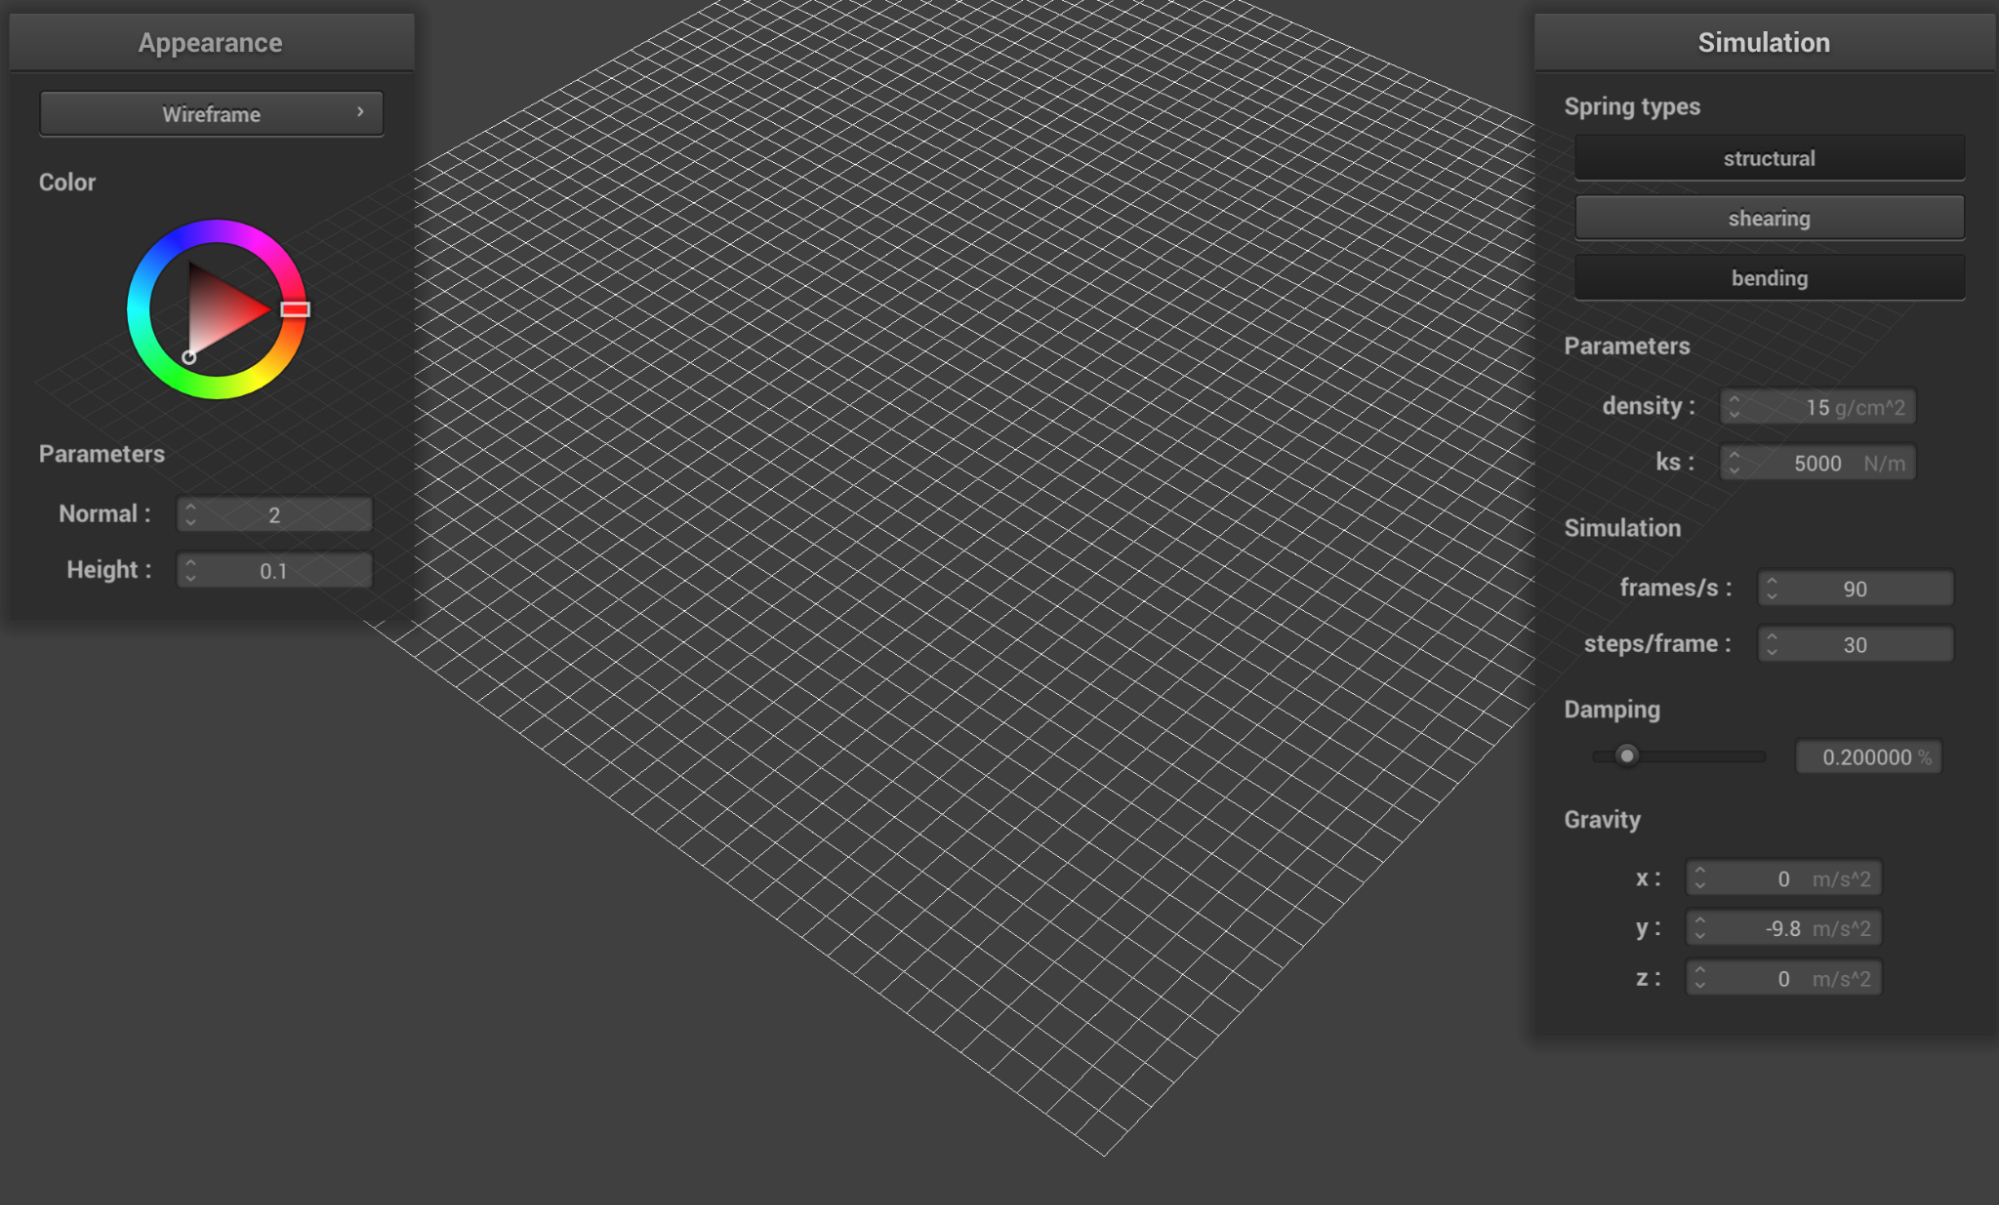 Appearance
Wireframe
Color
Parameters
Normal : 2
Height : 0.1
Simulation
Spring types
structural
shearing
bending
Parameters
density : 15 g/cm^2
ks : 5000 N/m
Simulation
frames/s : 90
steps/frame : 30
Damping
0.200000 %
Gravity
x : 0 m/s^2
y : -9.8 m/s^2
z : 0 m/s^2